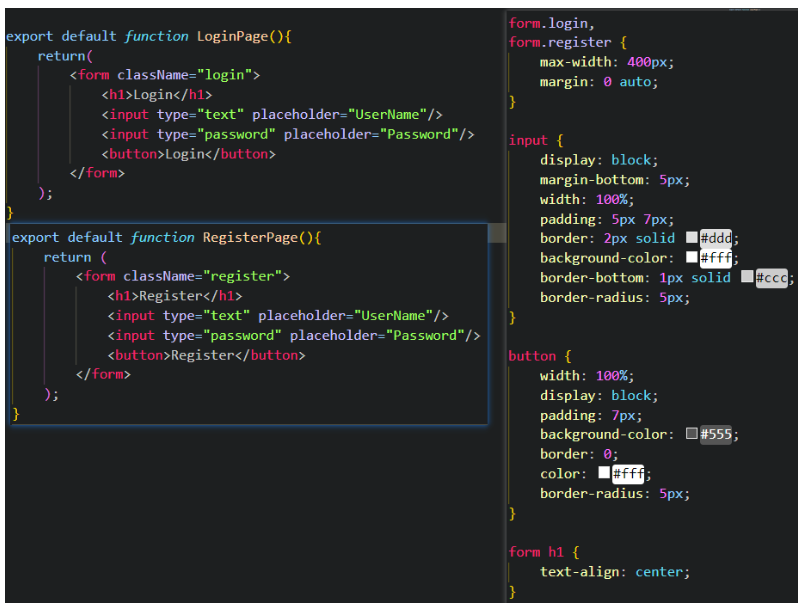 export default function LoginPage(){
    return(
        <form className="login">
            <h1>Login</h1>
            <input type="text" placeholder="UserName"/>
            <input type="password" placeholder="Password"/>
            <button>Login</button>
        </form>
    );
}
export default function RegisterPage(){
    return (
        <form className="register">
            <h1>Register</h1>
            <input type="text" placeholder="UserName"/>
            <input type="password" placeholder="Password"/>
            <button>Register</button>
        </form>
    );
}
form.login,
form.register {
    max-width: 400px;
    margin: 0 auto;
}
input {
    display: block;
    margin-bottom: 5px;
    width: 100%;
    padding: 5px 7px;
    border: 2px solid #ddd;
    background-color: #fff;
    border-bottom: 1px solid #ccc;
    border-radius: 5px;
}
button {
    width: 100%;
    display: block;
    padding: 7px;
    background-color: #555;
    border: 0;
    color: #fff;
    border-radius: 5px;
}
form h1 {
    text-align: center;
}